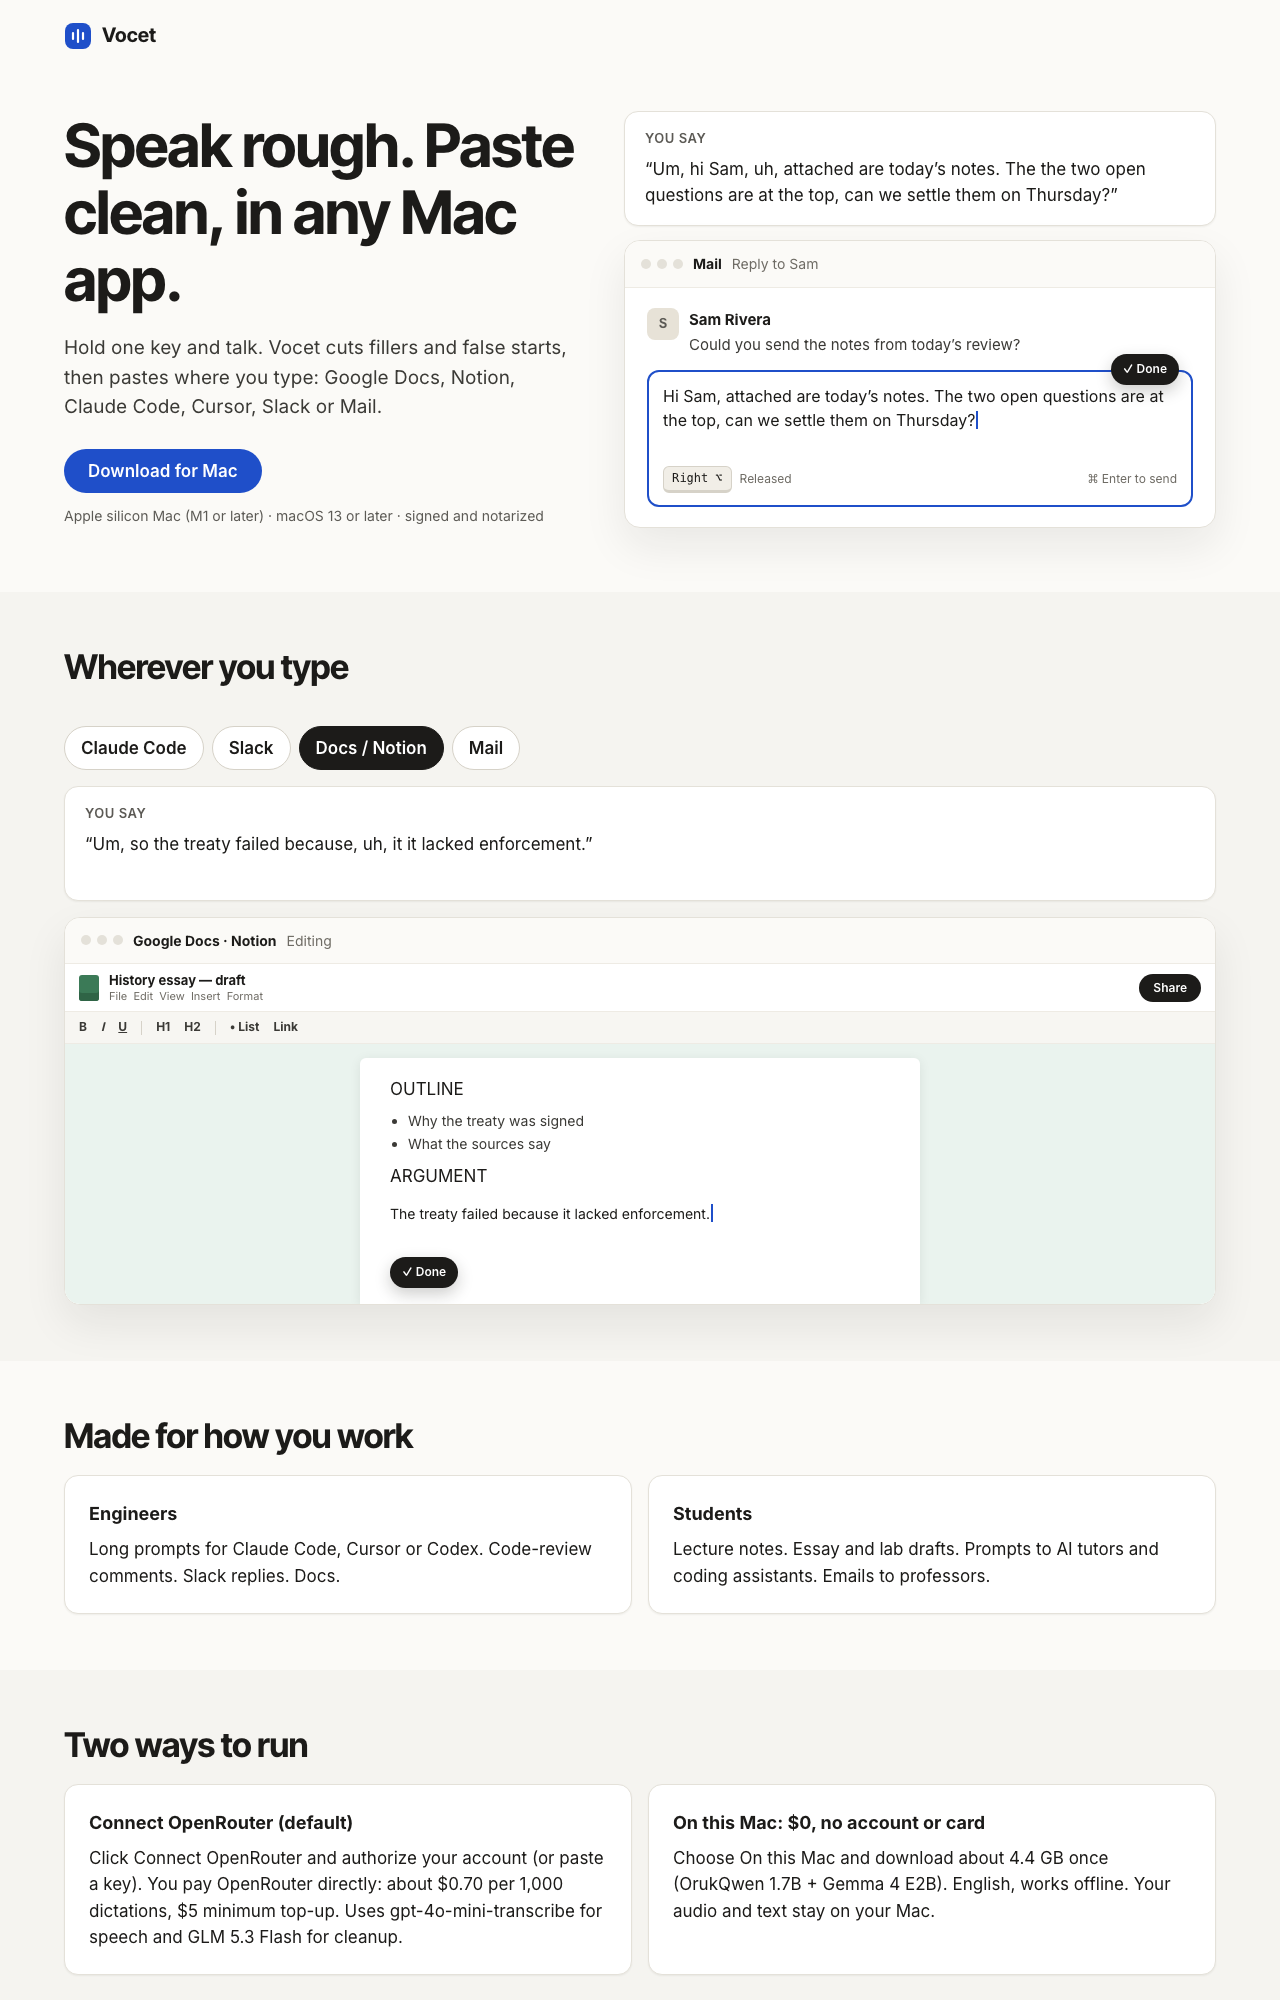 Vocet
Speak rough. Paste
clean, in any Mac
app.
Hold one key and talk. Vocet cuts fillers and false starts,
then pastes where you type: Google Docs, Notion,
Claude Code, Cursor, Slack or Mail.
Download for Mac
Apple silicon Mac (M1 or later) · macOS 13 or later · signed and notarized
YOU SAY
“Um, hi Sam, uh, attached are today’s notes. The the two open
questions are at the top, can we settle them on Thursday?”
Mail Reply to Sam
S
Sam Rivera
Could you send the notes from today’s review?
✓ Done
Hi Sam, attached are today’s notes. The two open questions are at
the top, can we settle them on Thursday?
Right ⌥ Released ⌘ Enter to send
Wherever you type
Claude Code Slack Docs / Notion Mail
YOU SAY
“Um, so the treaty failed because, uh, it it lacked enforcement.”
Google Docs · Notion Editing
History essay — draft
File Edit View Insert Format
Share
B I U H1 H2 • List Link
OUTLINE
• Why the treaty was signed
• What the sources say
ARGUMENT
The treaty failed because it lacked enforcement.
✓ Done
Made for how you work
Engineers
Long prompts for Claude Code, Cursor or Codex. Code-review
comments. Slack replies. Docs.
Students
Lecture notes. Essay and lab drafts. Prompts to AI tutors and
coding assistants. Emails to professors.
Two ways to run
Connect OpenRouter (default)
Click Connect OpenRouter and authorize your account (or paste
a key). You pay OpenRouter directly: about $0.70 per 1,000
dictations, $5 minimum top-up. Uses gpt-4o-mini-transcribe for
speech and GLM 5.3 Flash for cleanup.
On this Mac: $0, no account or card
Choose On this Mac and download about 4.4 GB once
(OrukQwen 1.7B + Gemma 4 E2B). English, works offline. Your
audio and text stay on your Mac.